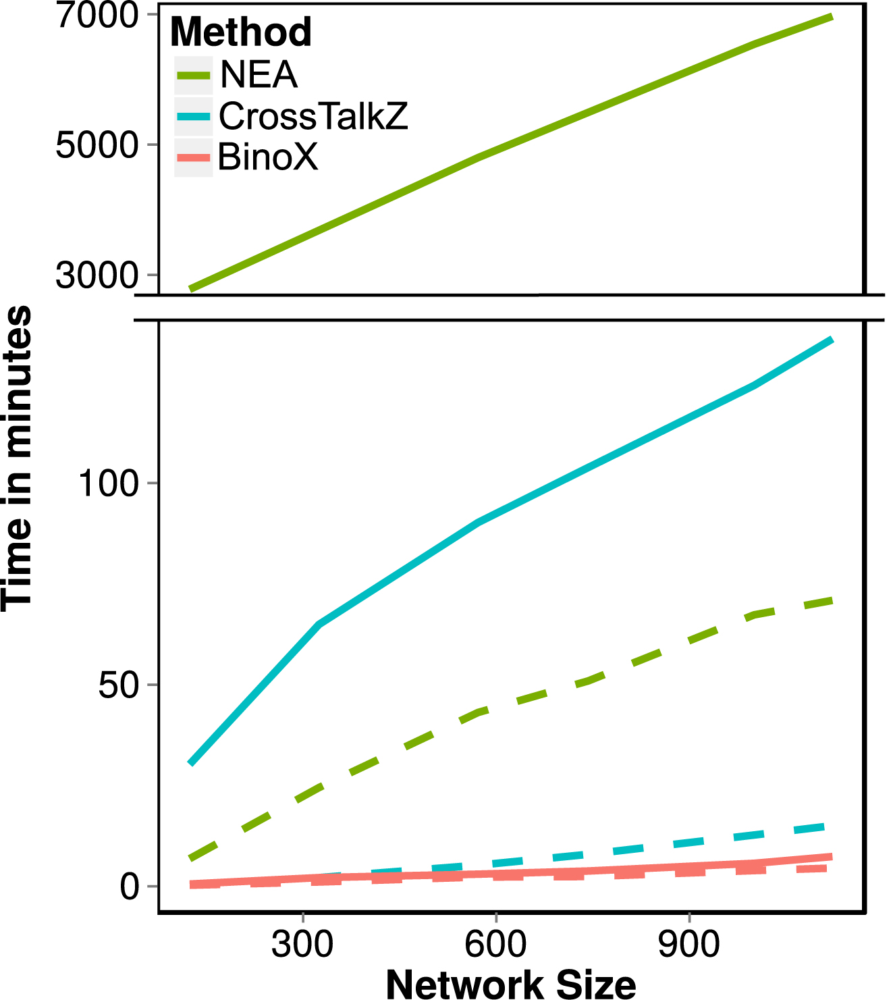 7000
5000
3000
Method
NEA
CrossTalkZ
BinoX
Time in minutes
100
50
0
300 600 900
Network Size